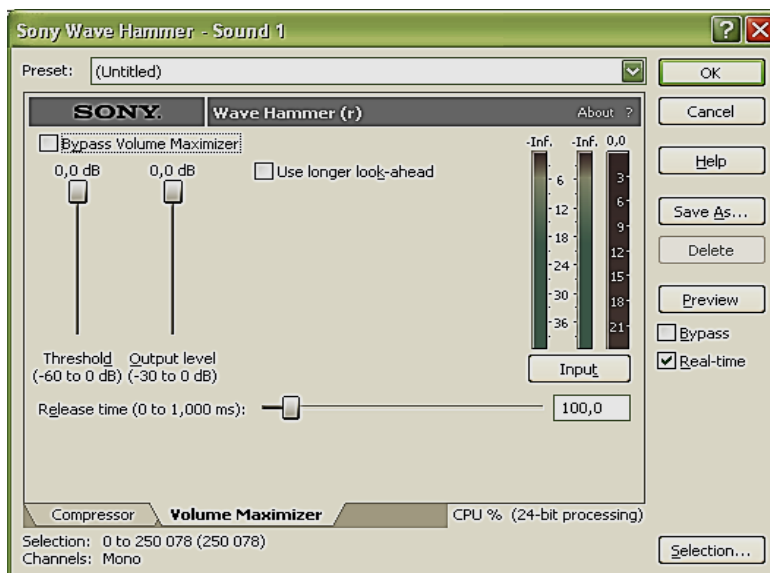 Sony Wave Hammer - Sound 1
Preset: (Untitled)
OK
SONY. Wave Hammer (r) About ?
Cancel
Bypass Volume Maximizer
-Inf. -Inf. 0,0
Help
0,0 dB 0,0 dB
Use longer look-ahead
6 3
12 6
18 9
24 12
30 15
36 18
21
Save As...
Delete
Preview
Bypass
Real-time
Threshold Output level
(-60 to 0 dB) (-30 to 0 dB)
Input
Release time (0 to 1,000 ms): 100,0
Compressor Volume Maximizer CPU % (24-bit processing)
Selection: 0 to 250 078 (250 078)
Channels: Mono
Selection...